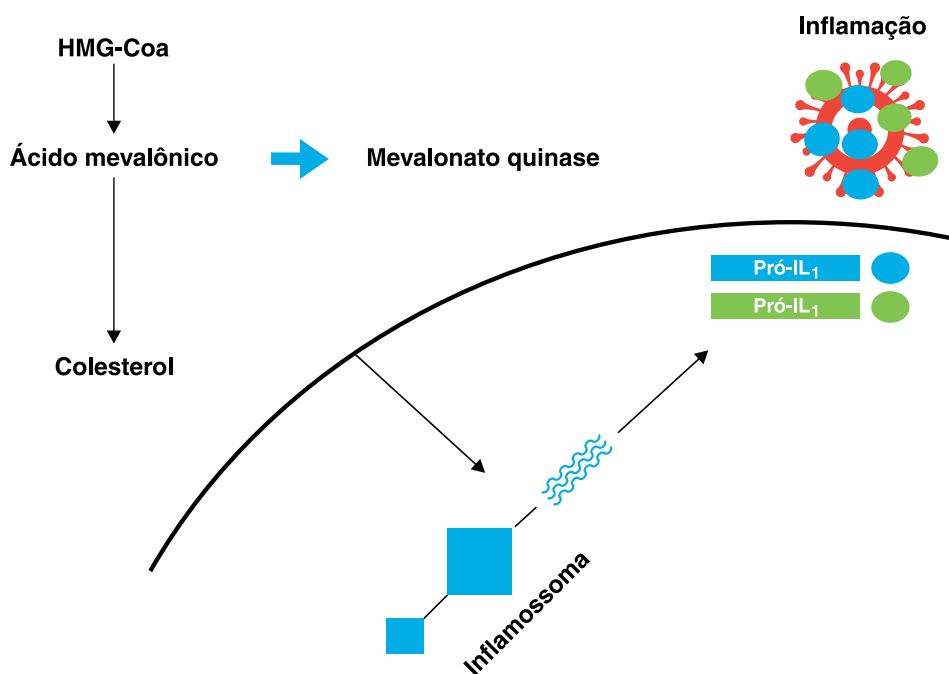 HMG-Coa
Inflamação
Ácido mevalônico
Mevalonato quinase
Pró-IL₁
Pró-IL₁
Colesterol
Inflamossoma